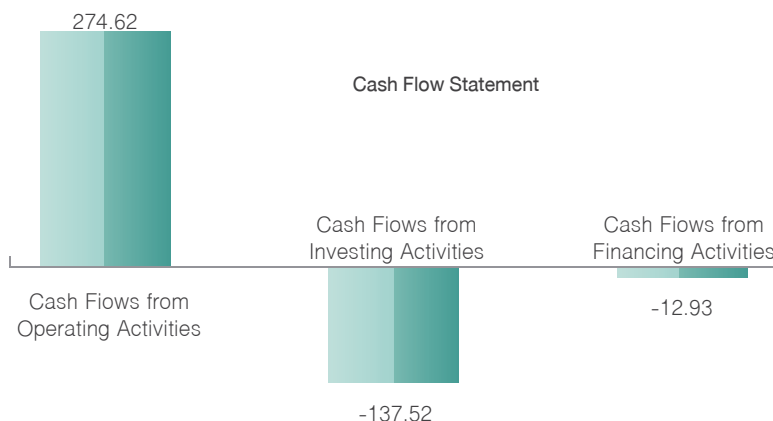 274.62
Cash Flow Statement
Cash Fiows from
Investing Activities
Cash Fiows from
Financing Activities
Cash Fiows from
Operating Activities
-12.93
-137.52